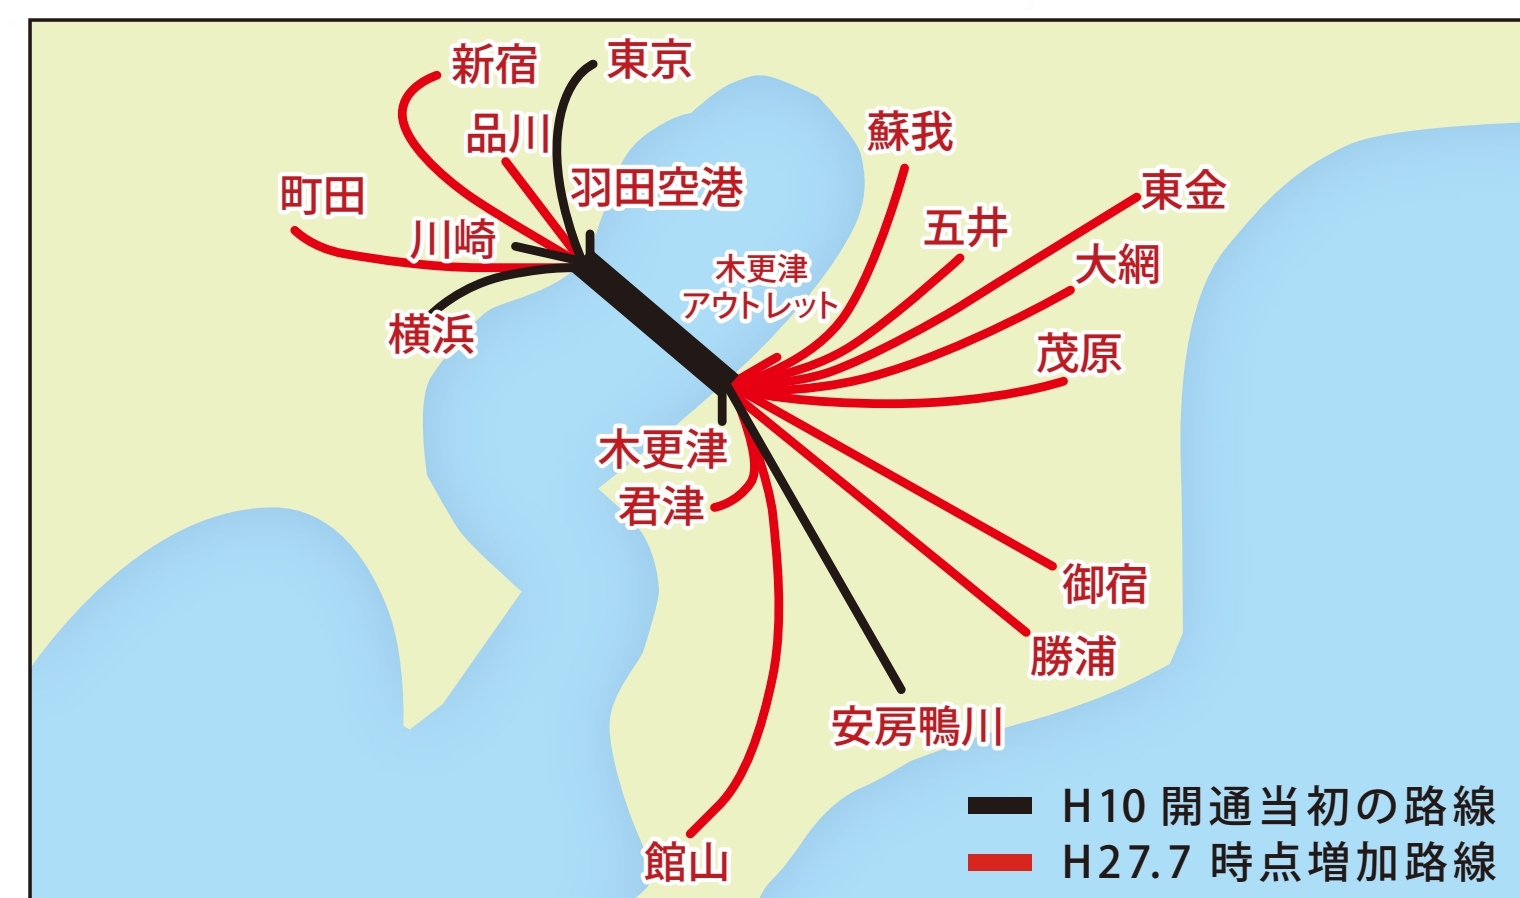 新宿
東京
品川
羽田空港
町田
川崎
横浜
蘇我
東金
五井
大網
木更津
アウトレット
茂原
木更津
君津
御宿
勝浦
安房鴨川
館山
H10 開通当初の路線
H27.7 時点増加路線